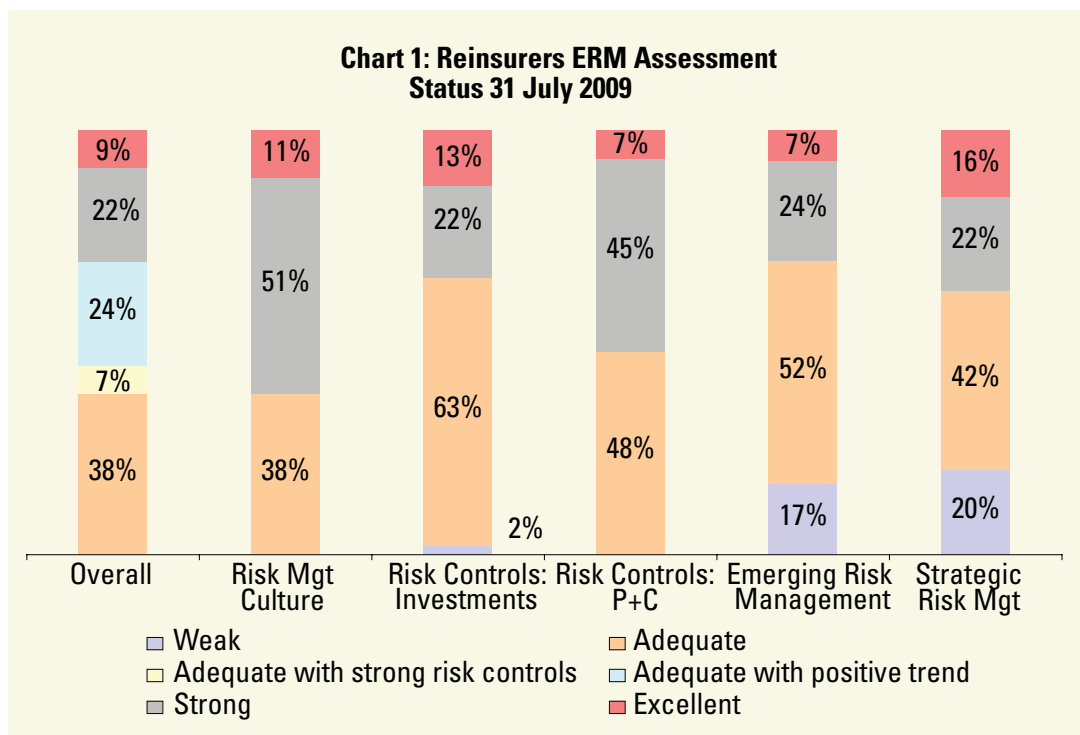 Chart 1: Reinsurers ERM Assessment
Status 31 July 2009
9%
22%
24%
7%
38%
11%
51%
38%
13%
22%
63%
2%
7%
45%
48%
7%
24%
52%
17%
16%
22%
42%
20%
Overall
Risk Mgt
Culture
Risk Controls:
Investments
Risk Controls:
P+C
Emerging Risk
Management
Strategic
Risk Mgt
Weak
Adequate
Adequate with strong risk controls
Adequate with positive trend
Strong
Excellent